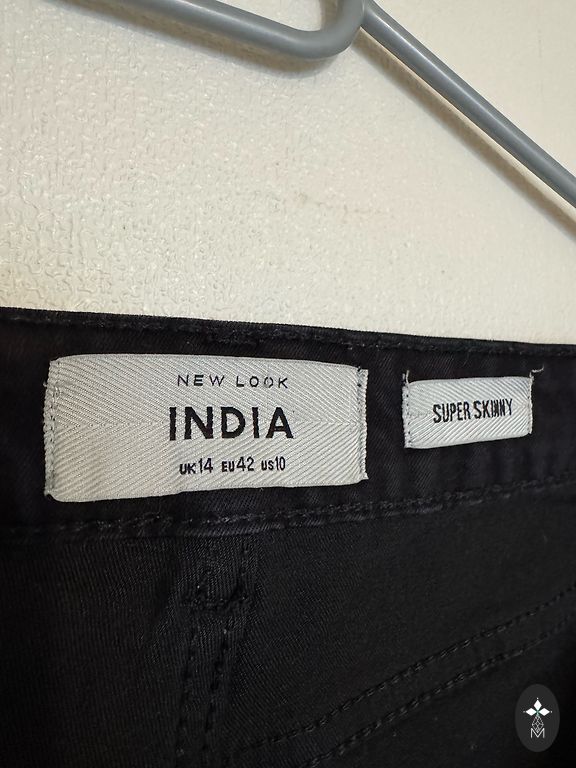 NEW LOOK
INDIA
UK14 EU42 US10
SUPER SKINNY
M